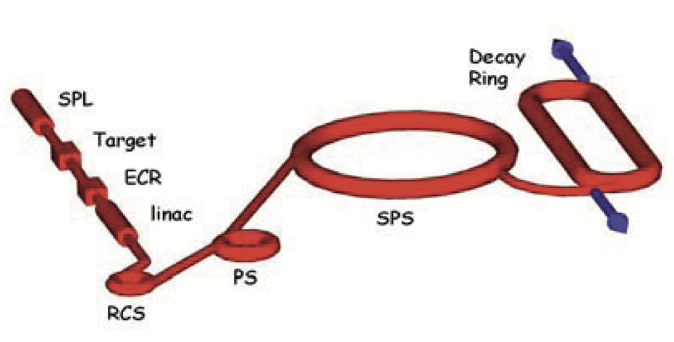 SPL
Target
ECR
linac
RCS
PS
SPS
Decay
Ring